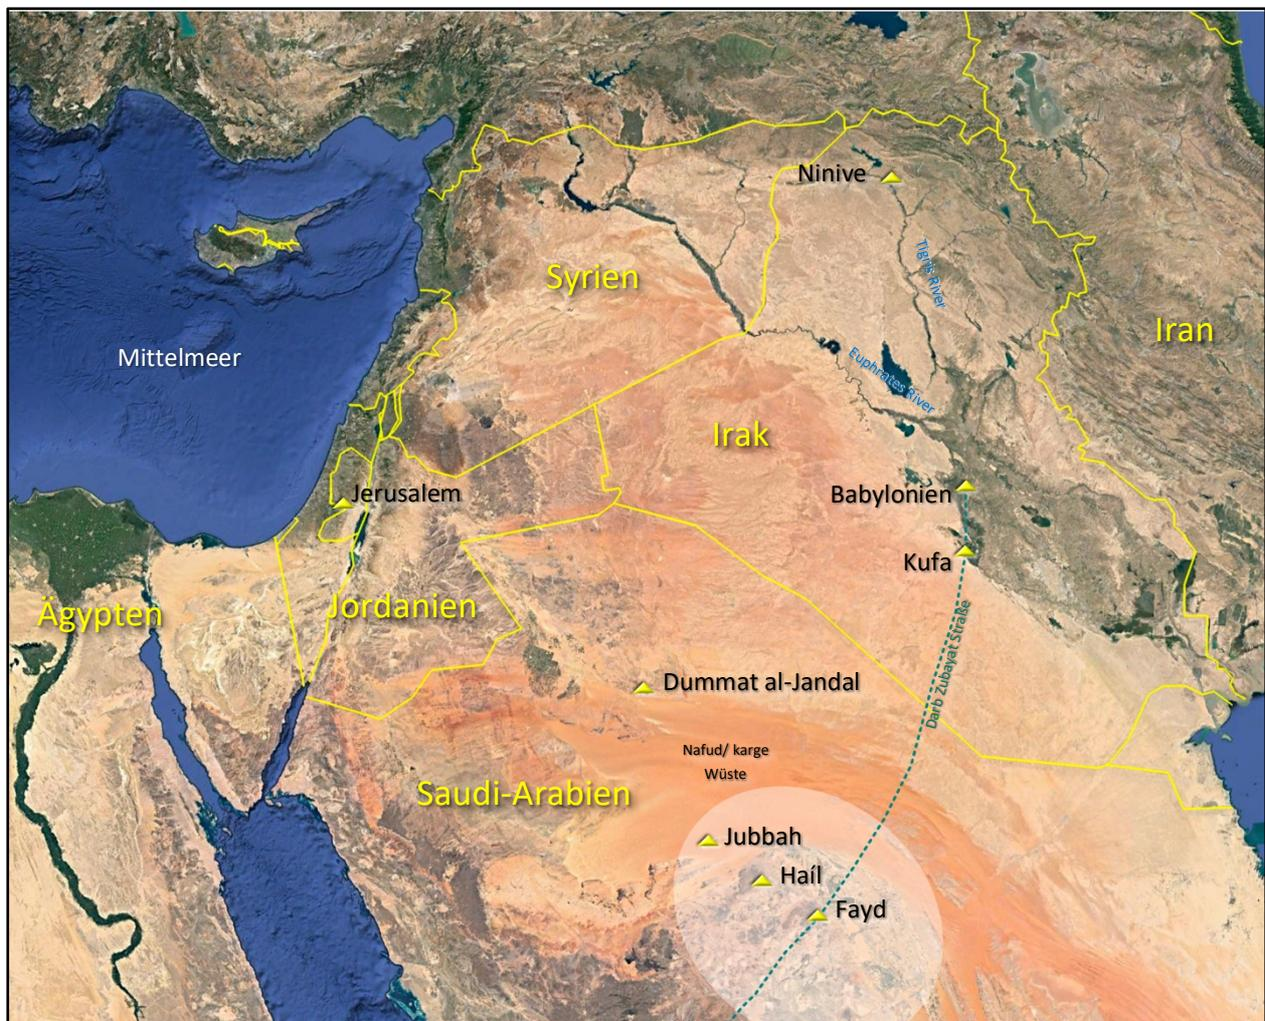 Ninive
Tigris River
Syrien
Iran
Mittelmeer
Euphrates River
Irak
Jerusalem
Babylonien
Kufa
Ägypten
Jordanien
Darb Zubayat Straße
Dummat al-Jandal
Nafud/ karge
Wüste
Saudi-Arabien
Jubbah
Haíl
Fayd